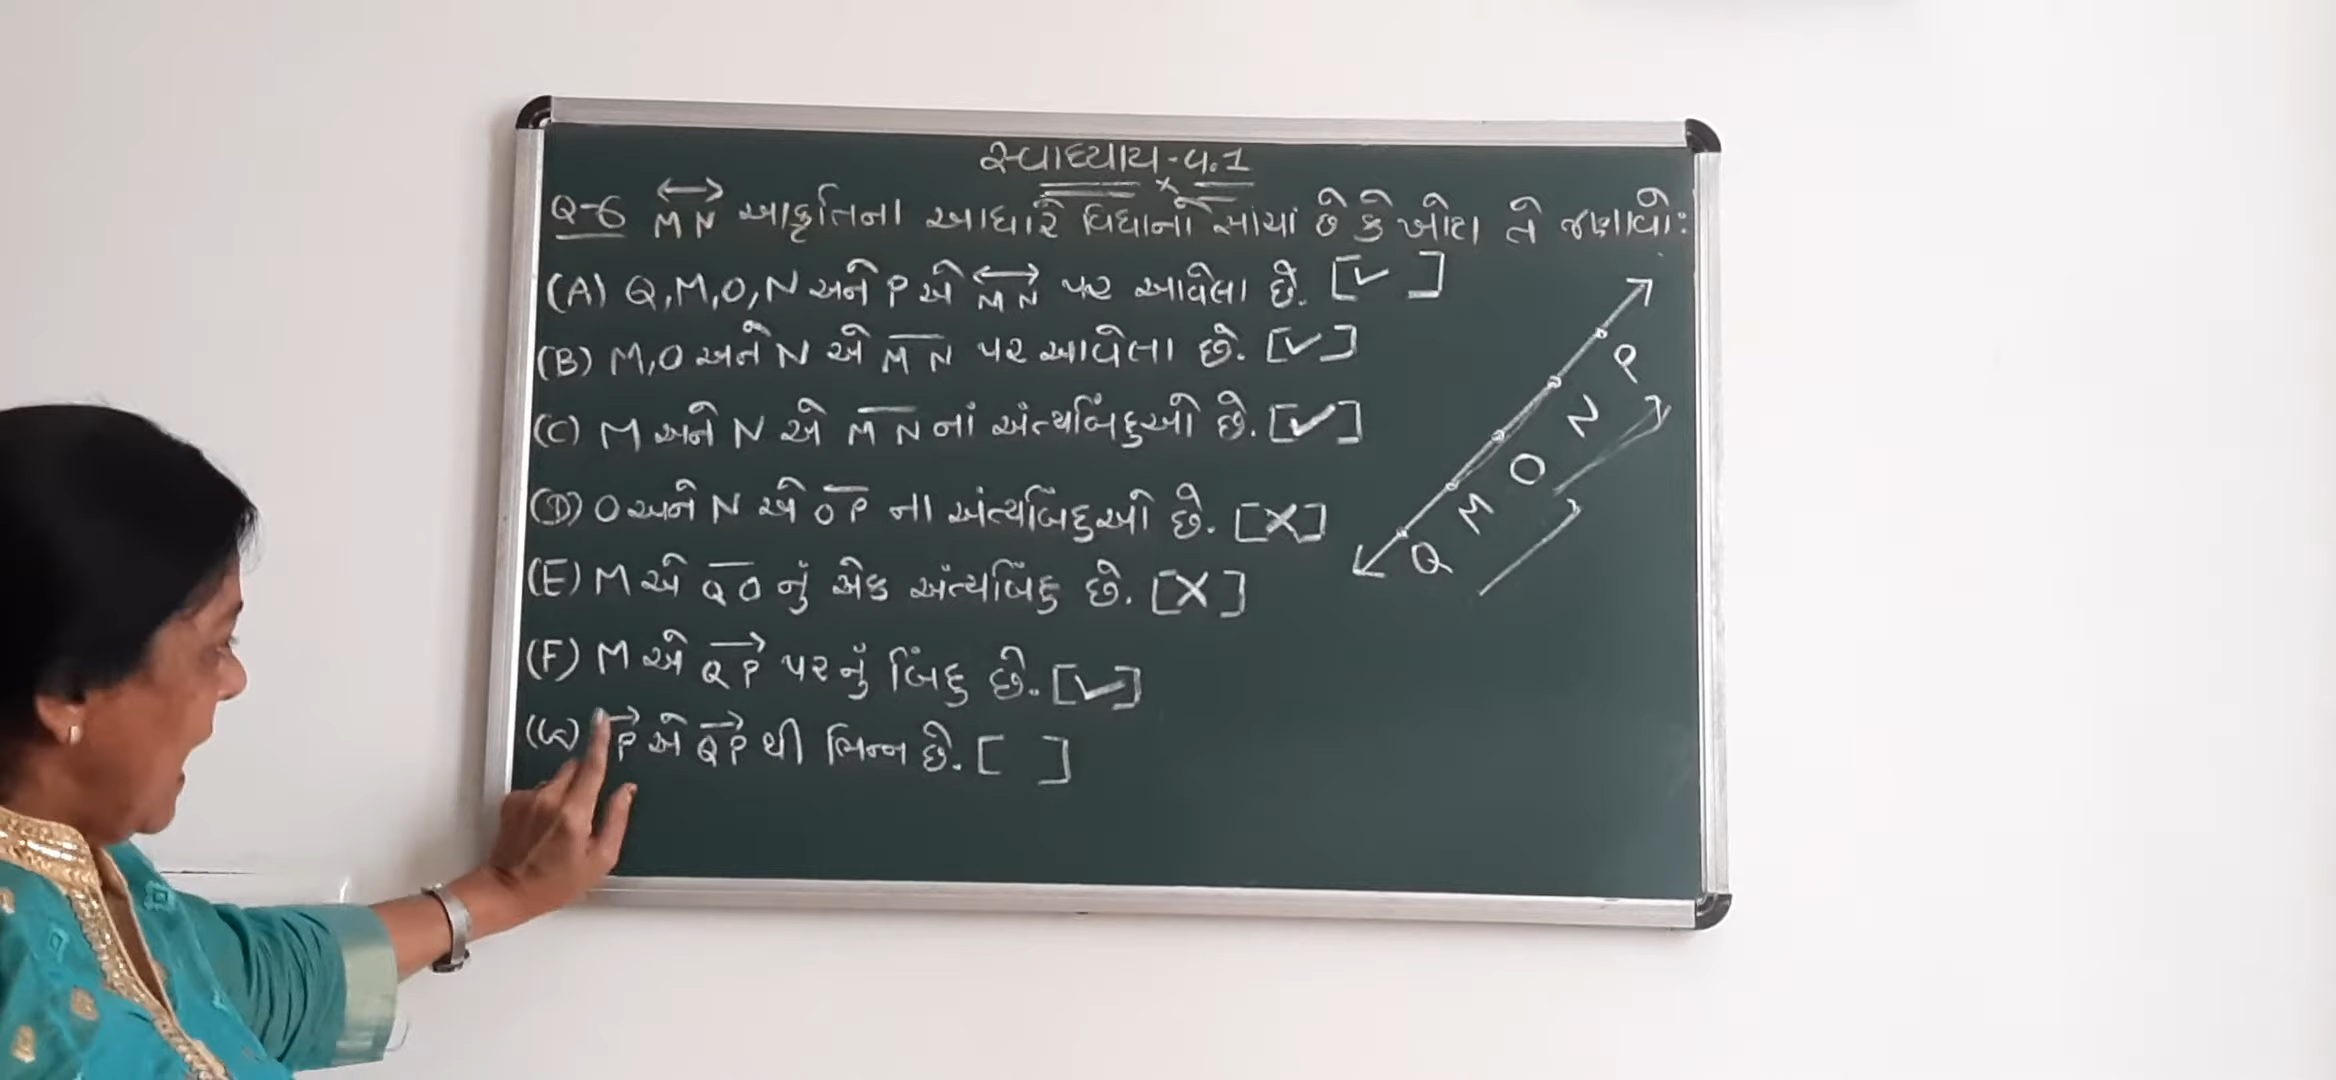 સ્વાધ્યાય-૫.1
Q-6 MN આકૃતિના આધારે વિધાનો સાચાં છે કે ખોટા તે જણાવો:
(A) Q,M,O,N અને P એ MN પર આવેલા છે. [✓]
(B) M,O અને N એ MN પર આવેલા છે. [✓]
(C) M અને N એ MN નાં અંત્યબિંદુઓ છે. [✓]
(D) O અને N એ OP ના અંત્યબિંદુઓ છે. [X]
(E) M એ QO નું એક અંત્યબિંદુ છે. [X]
(F) M એ QP પરનું બિંદુ છે. [✓]
(G) P એ QP થી ભિન્ન છે. [ ]
Q M O N P